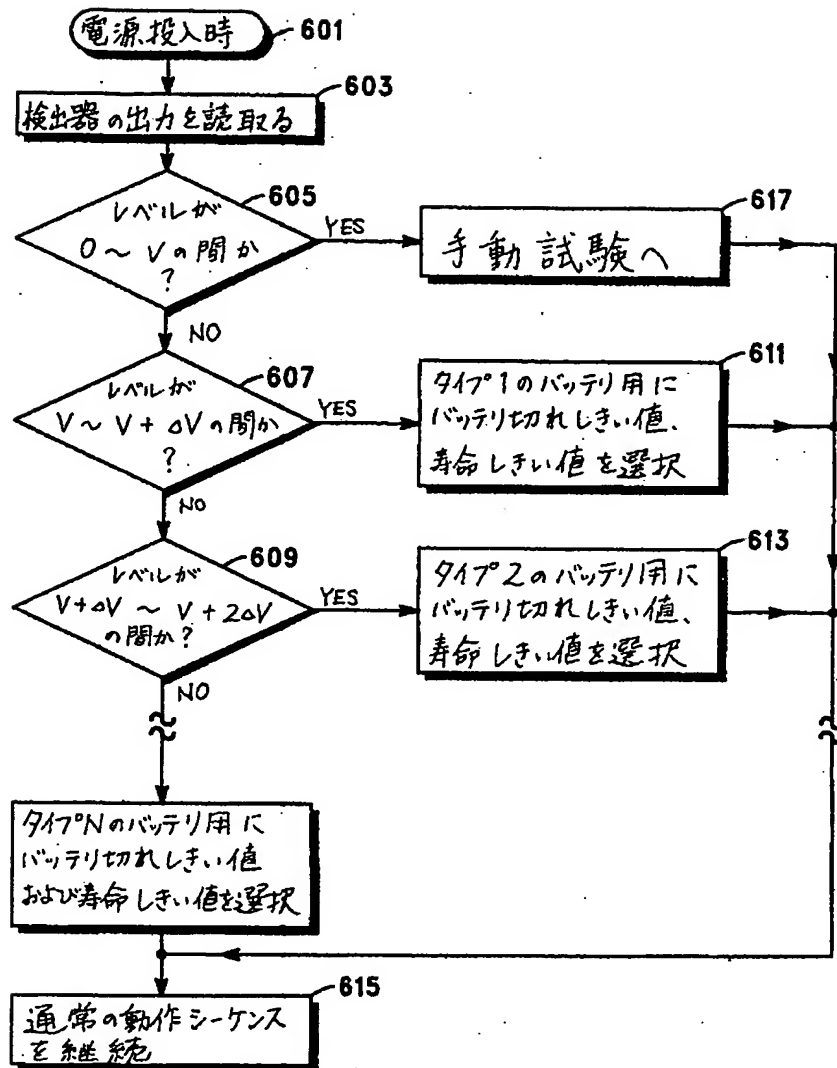 電源投入時
601
603
検出器の出力を読取る
605
レベルが
0～Vの間か
?
YES
617
手動試験へ
NO
607
レベルが
V～V+ΔVの間か
?
YES
611
タイプ1のバッテリ用に
バッテリ切れしきい値、
寿命しきい値を選択
NO
609
レベルが
V+ΔV～V+2ΔV
の間か?
YES
613
タイプ2のバッテリ用に
バッテリ切れしきい値、
寿命しきい値を選択
NO
タイプNのバッテリ用に
バッテリ切れしきい値
および寿命しきい値を選択
615
通常の動作シーケンス
を継続